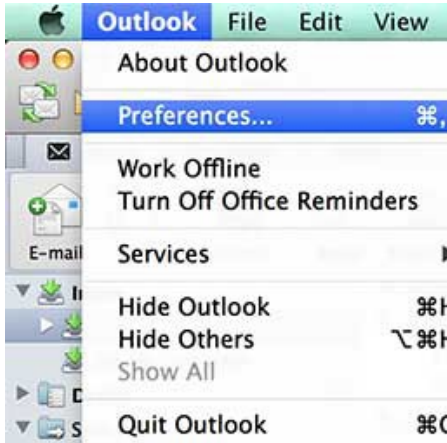 Outlook File Edit View
About Outlook
Preferences... ⌘,
Work Offline
Turn Off Office Reminders
E-mail
Services
Hide Outlook ⌘H
Hide Others ⌥⌘H
Show All
Quit Outlook ⌘Q